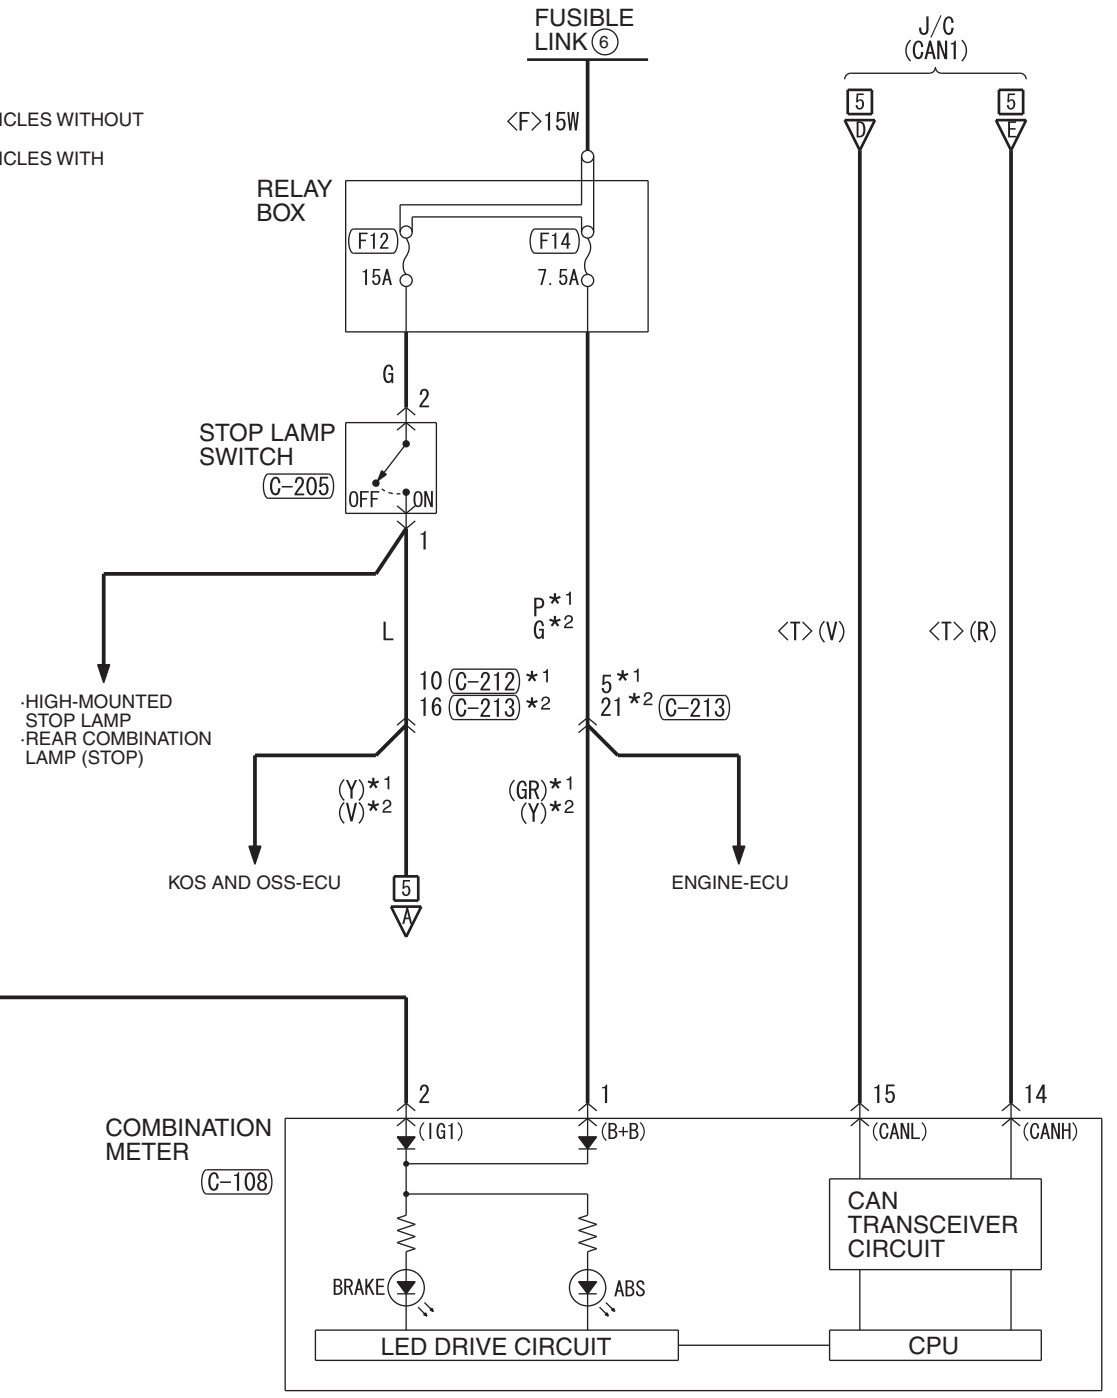 FUSIBLE
LINK 6
J/C
(CAN1)
5
5
D
E
ICLES WITHOUT
<F>15W
ICLES WITH
RELAY
BOX
F12
F14
15A
7.5A
G
2
STOP LAMP
SWITCH
C-205
OFF
ON
1
P*1
G*2
L
<T>(V)
<T>(R)
10 C-212 *1
16 C-213 *2
5*1
21*2 C-213
·HIGH-MOUNTED
STOP LAMP
·REAR COMBINATION
LAMP (STOP)
(Y)*1
(V)*2
(GR)*1
(Y)*2
KOS AND OSS-ECU
5
A
ENGINE-ECU
2
1
15
14
COMBINATION
METER
C-108
(IG1)
(B+B)
(CANL)
(CANH)
CAN
TRANSCEIVER
CIRCUIT
BRAKE
ABS
LED DRIVE CIRCUIT
CPU